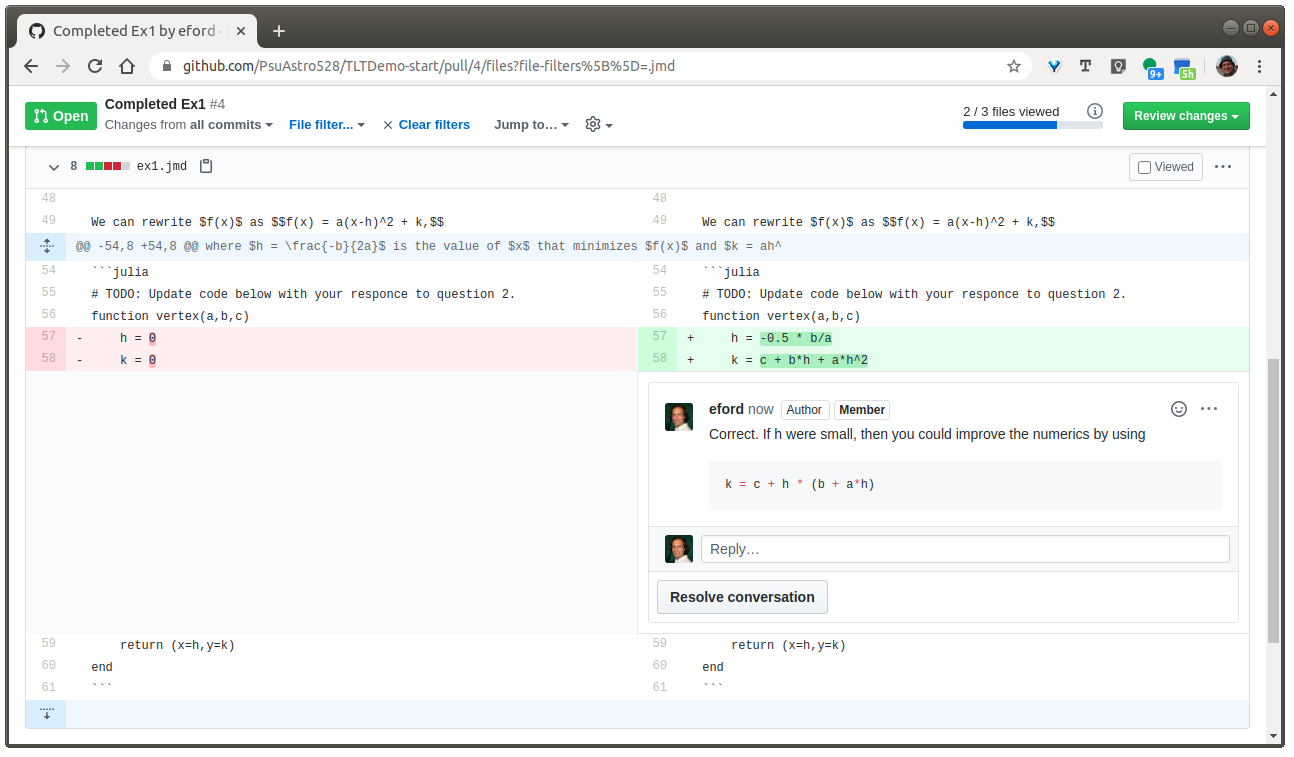 Completed Ex1 by eford ·
github.com/PsuAstro528/TLTDemo-start/pull/4/files?file-filters%5B%5D=.jmd
9+
5h
Open
Completed Ex1 #4
Changes from all commits
File filter...
Clear filters
Jump to…
2 / 3 files viewed
Review changes
8 ex1.jmd
Viewed
48 48
49 We can rewrite $f(x)$ as $$f(x) = a(x-h)^2 + k,$$ 49 We can rewrite $f(x)$ as $$f(x) = a(x-h)^2 + k,$$
@@ -54,8 +54,8 @@ where $h = \frac{-b}{2a}$ is the value of $x$ that minimizes $f(x)$ and $k = ah^
54 ```julia 54 ```julia
55 # TODO: Update code below with your responce to question 2. 55 # TODO: Update code below with your responce to question 2.
56 function vertex(a,b,c) 56 function vertex(a,b,c)
57 - h = 0 57 + h = -0.5 * b/a
58 - k = 0 58 + k = c + b*h + a*h^2
eford now Author Member
Correct. If h were small, then you could improve the numerics by using
k = c + h * (b + a*h)
Reply…
Resolve conversation
59 return (x=h,y=k) 59 return (x=h,y=k)
60 end 60 end
61 ``` 61 ```